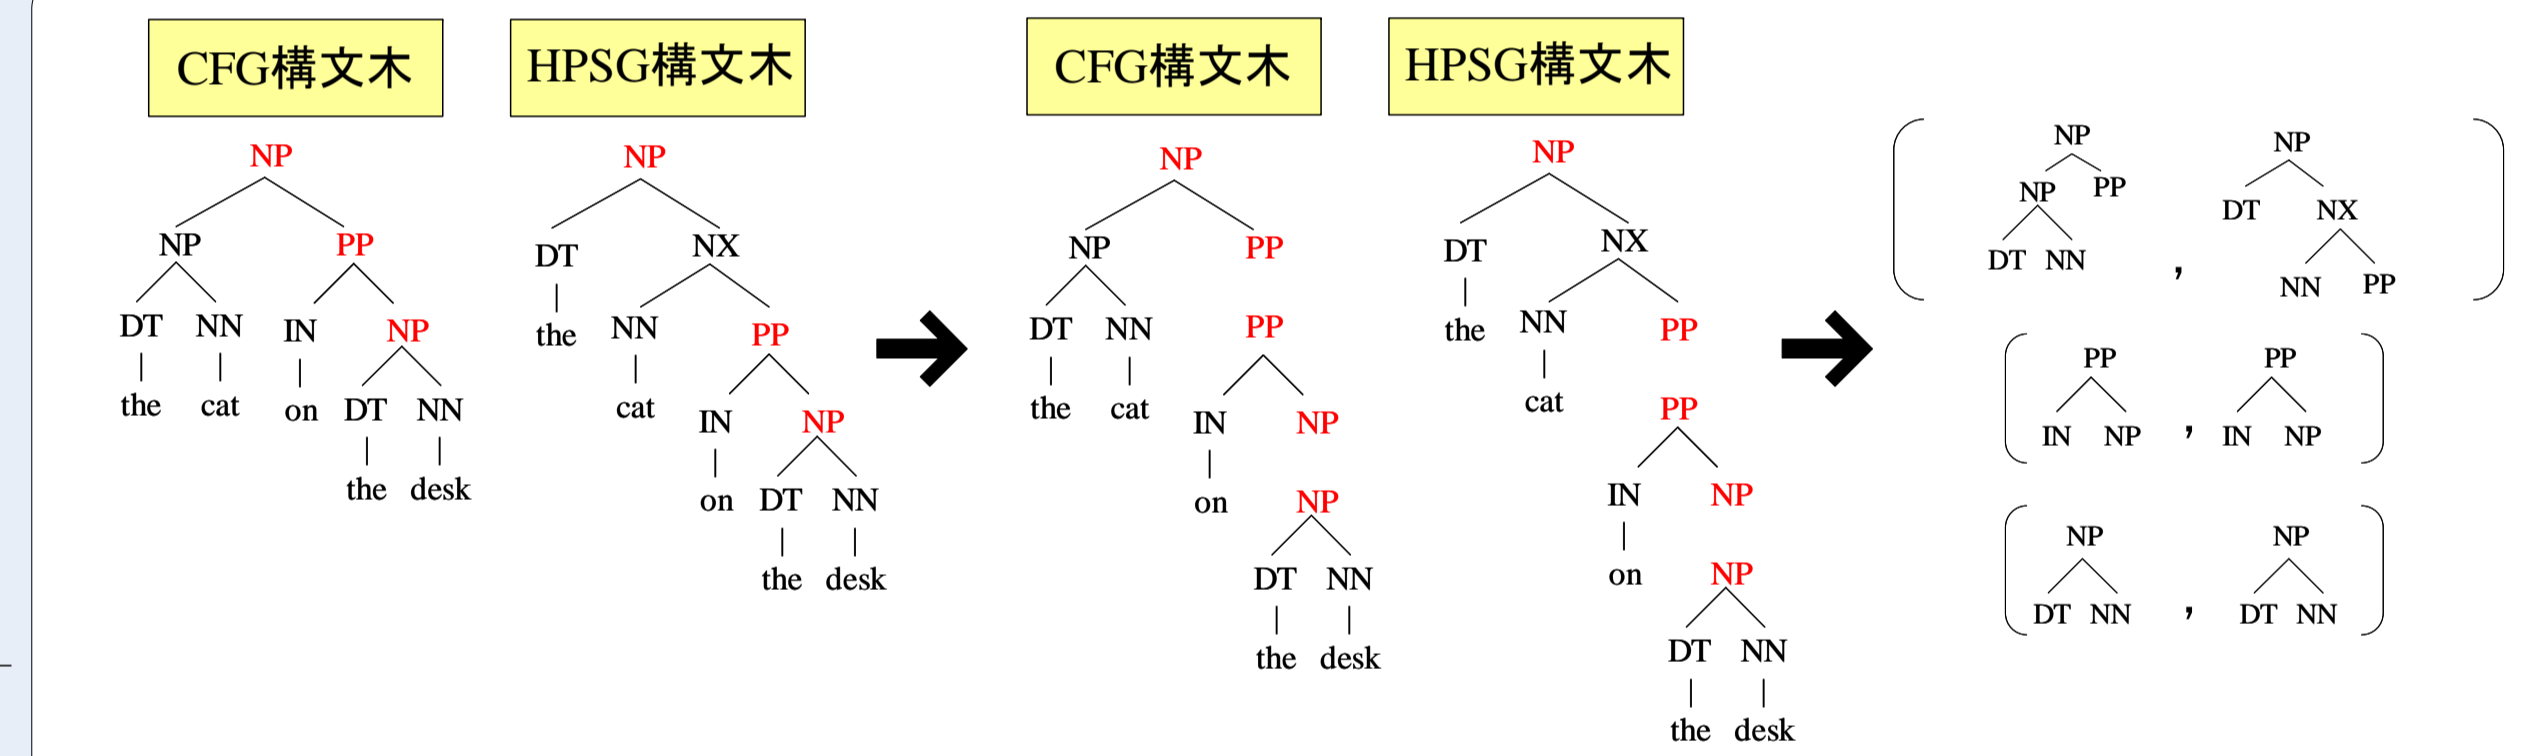 CFG構文木 HPSG構文木 CFG構文木 HPSG構文木
NP
NP PP
DT NN IN NP
the cat on DT NN
the desk
NP
DT NX
the NN PP
cat IN NP
on DT NN
the desk
NP
NP PP
DT NN PP
the cat IN NP
on NP
DT NN
the desk
NP
DT NX
the NN PP
cat PP
IN NP
on NP
DT NN
the desk
NP NP
NP PP DT NX
DT NN , NN PP
PP PP
IN NP , IN NP
NP NP
DT NN , DT NN